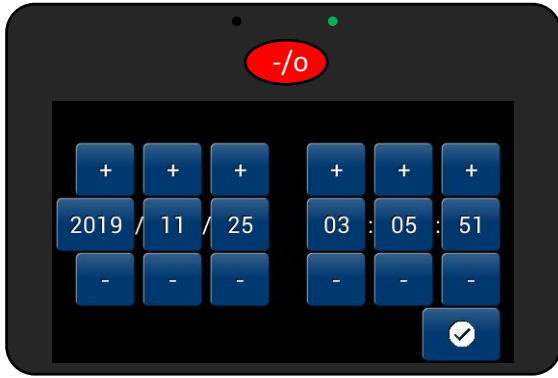 -/o
+ + + + + +
2019 / 11 / 25 03 : 05 : 51
- - - - - -